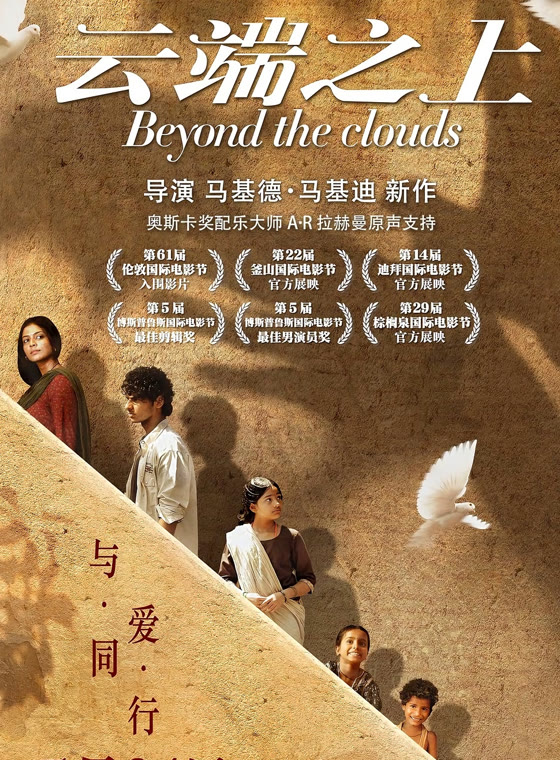 云端之上
Beyond the clouds
导演 马基德·马基迪 新作
奥斯卡奖配乐大师 A·R 拉赫曼原声支持
第61届
伦敦国际电影节
入围影片
第22届
釜山国际电影节
官方展映
第14届
迪拜国际电影节
官方展映
第5届
博斯普鲁斯国际电影节
最佳剪辑奖
第5届
博斯普鲁斯国际电影节
最佳男演员奖
第29届
棕榈泉国际电影节
官方展映
与·同
爱·行